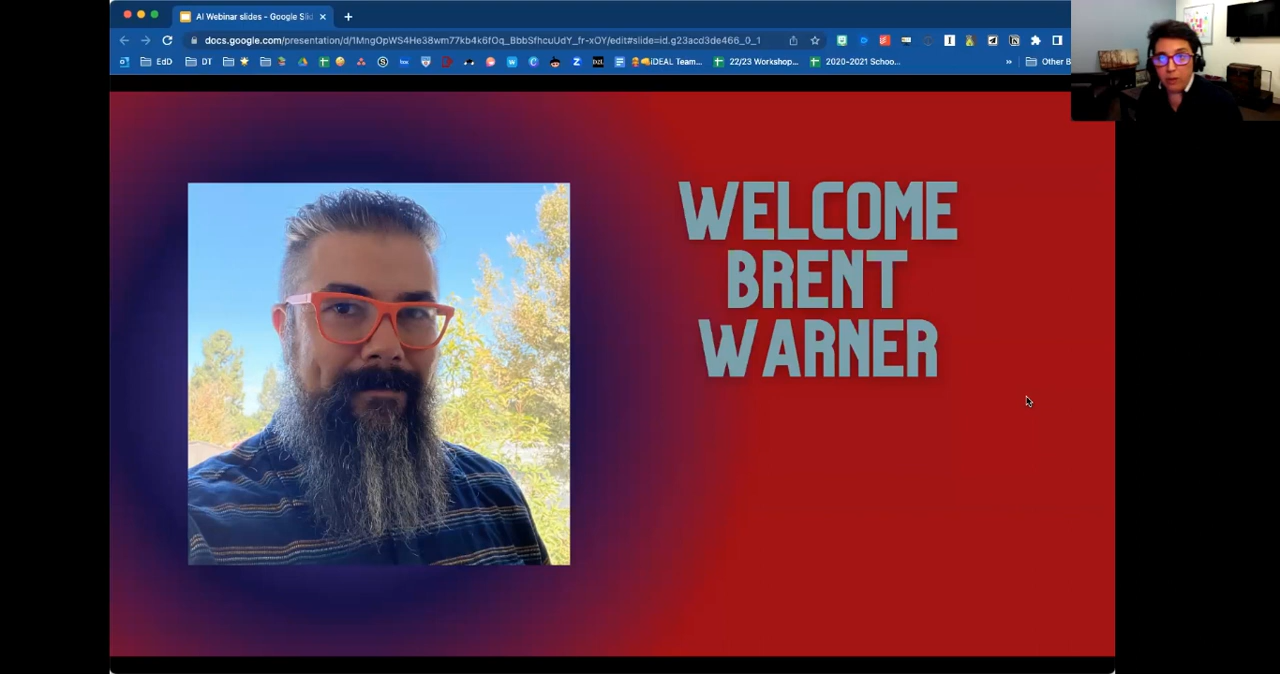 AI Webinar slides - Google Slid
docs.google.com/presentation/d/1MngOpWS4He38wm77kb4k6fOq_BbbSfhcuUdY_fr-xOY/edit#slide=id.g23acd3de466_0_1
EdD DT iDEAL Team... 22/23 Workshop... 2020-2021 Schoo... » Other B
WELCOME
BRENT
WARNER